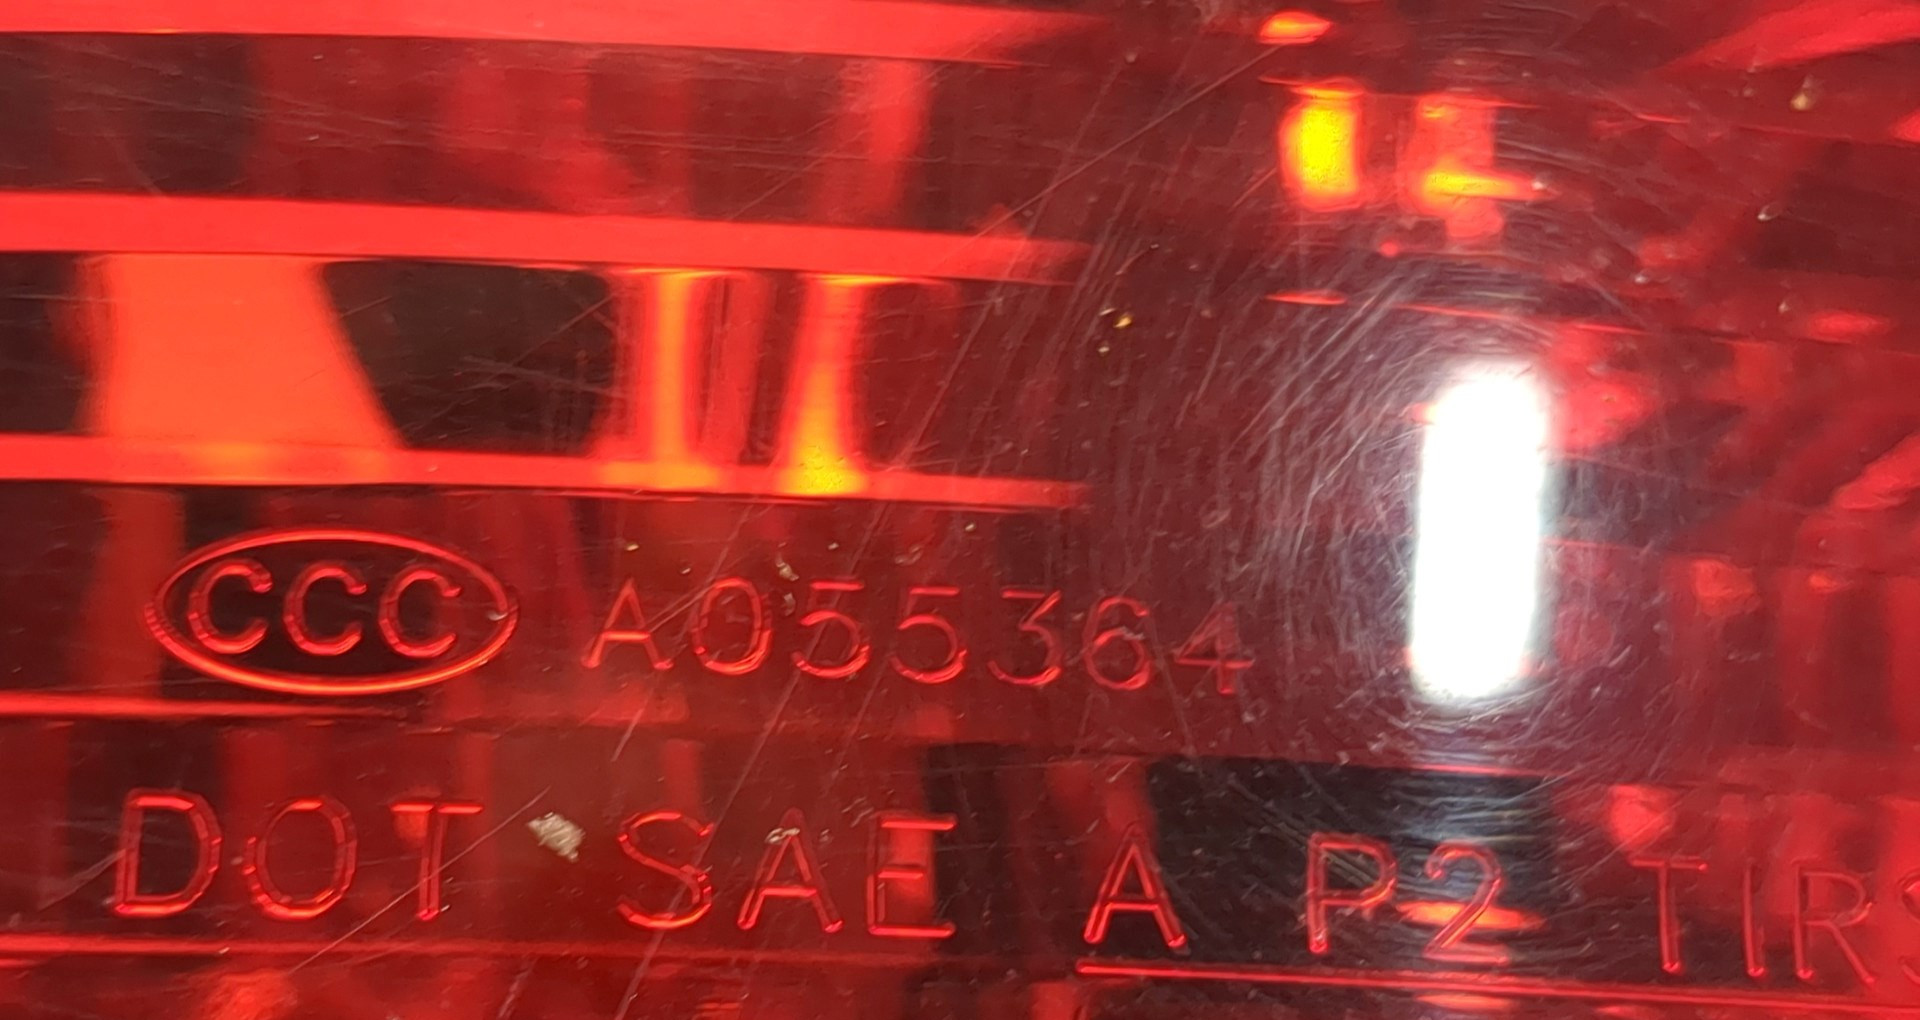 CCC A055364
DOT SAE A P2 TIRS